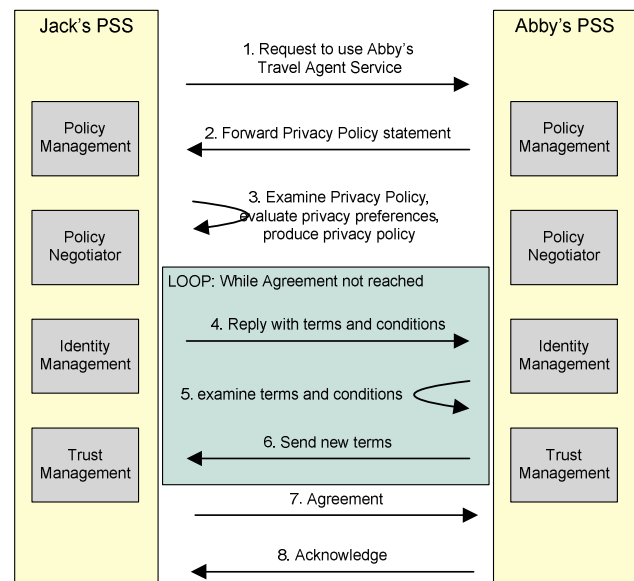 Jack's PSS
Abby's PSS
1. Request to use Abby's
Travel Agent Service
Policy
Management
2. Forward Privacy Policy statement
Policy
Management
3. Examine Privacy Policy,
evaluate privacy preferences,
produce privacy policy
Policy
Negotiator
Policy
Negotiator
LOOP: While Agreement not reached
4. Reply with terms and conditions
Identity
Management
Identity
Management
5. examine terms and conditions
6. Send new terms
Trust
Management
Trust
Management
7. Agreement
8. Acknowledge